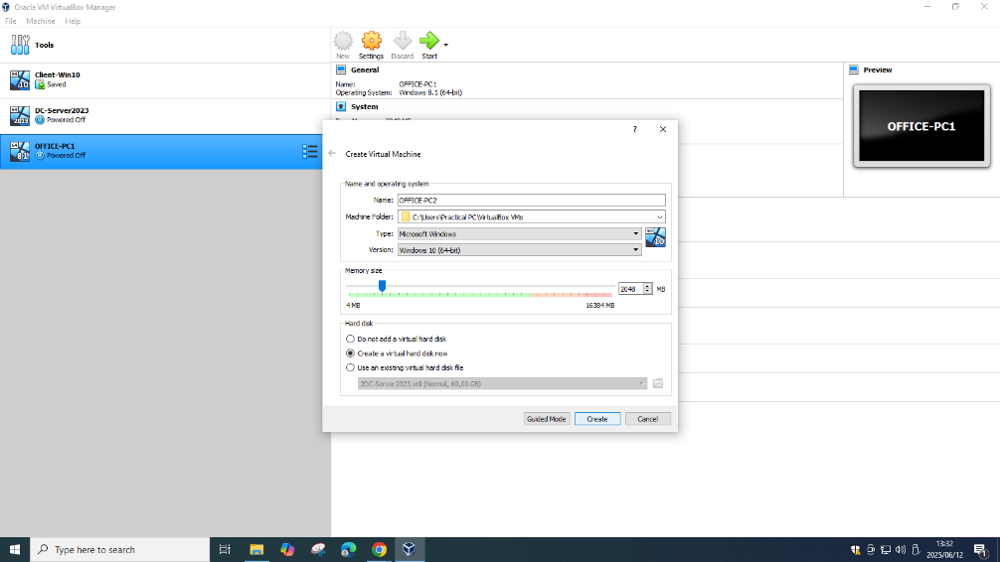 Oracle VM VirtualBox Manager
File Machine Help
Tools
Client-Win10
Saved
DC-Server2023
Powered Off
OFFICE-PC1
Powered Off
New Settings Discard Start
General
Name: OFFICE-PC1
Operating System: Windows 8.1 (64-bit)
System
Preview
OFFICE-PC1
? 
Create Virtual Machine
Name and operating system
Name: OFFICE-PC2
Machine Folder: C:\Users\Practical PC\VirtualBox VMs
Type: Microsoft Windows
Version: Windows 10 (64-bit)
Memory size
2048 MB
4 MB 16384 MB
Hard disk
Do not add a virtual hard disk
Create a virtual hard disk now
Use an existing virtual hard disk file
2DC-Server2023.vdi (Normal, 60,00 GB)
Guided Mode Create Cancel
Type here to search
13:32
2025/06/12